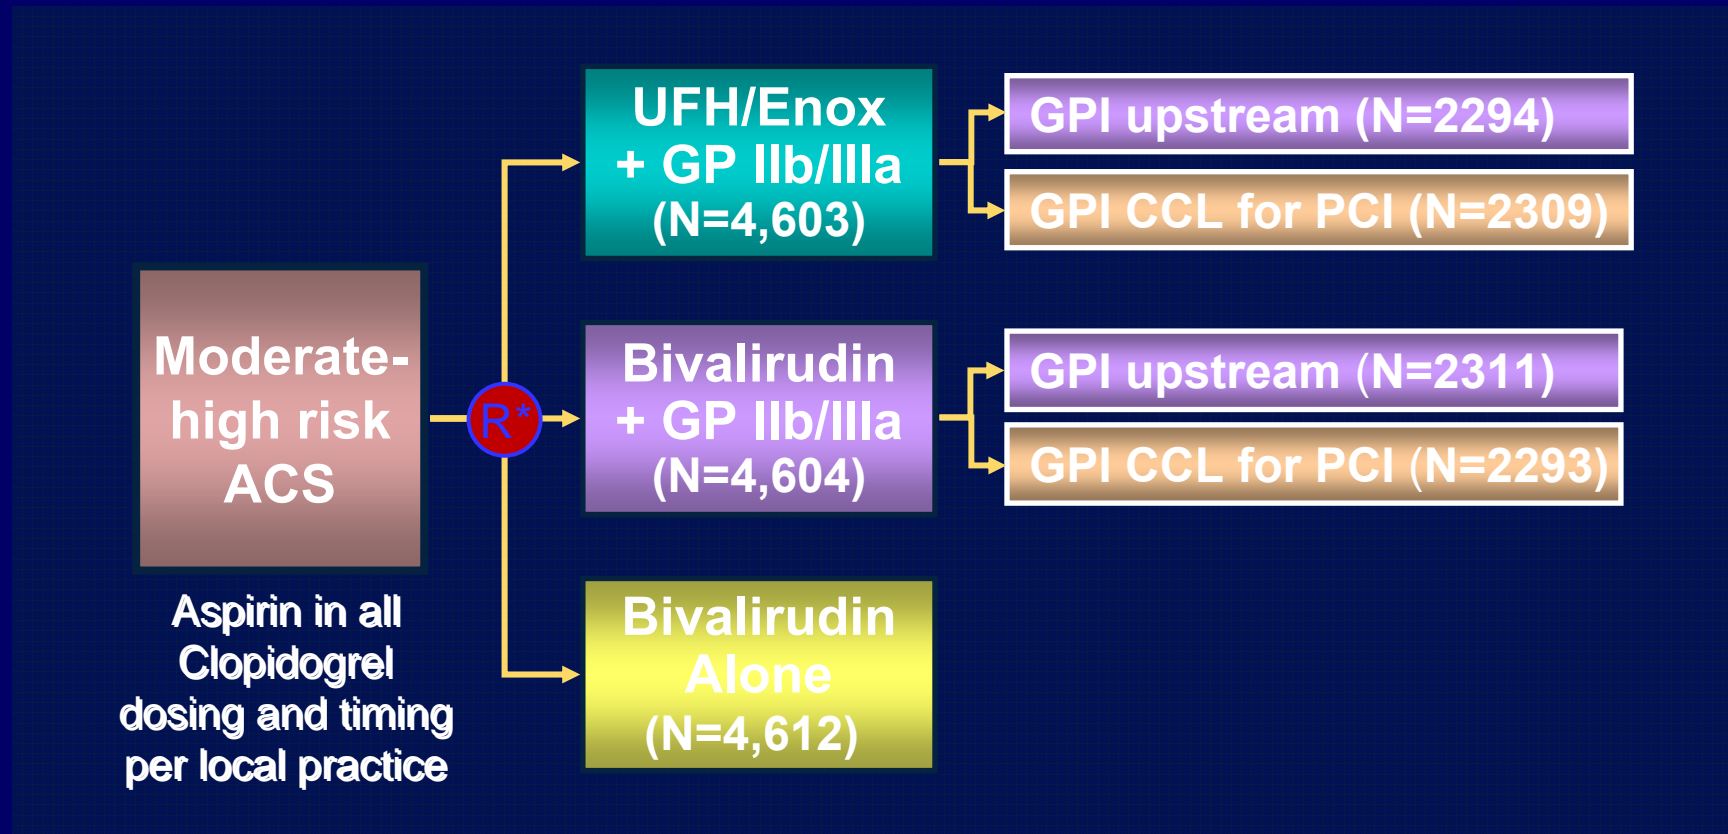 Moderate-
high risk
ACS
Aspirin in all
Clopidogrel
dosing and timing
per local practice
R*
UFH/Enox
+ GP IIb/IIIa
(N=4,603)
GPI upstream (N=2294)
GPI CCL for PCI (N=2309)
Bivalirudin
+ GP IIb/IIIa
(N=4,604)
GPI upstream (N=2311)
GPI CCL for PCI (N=2293)
Bivalirudin
Alone
(N=4,612)